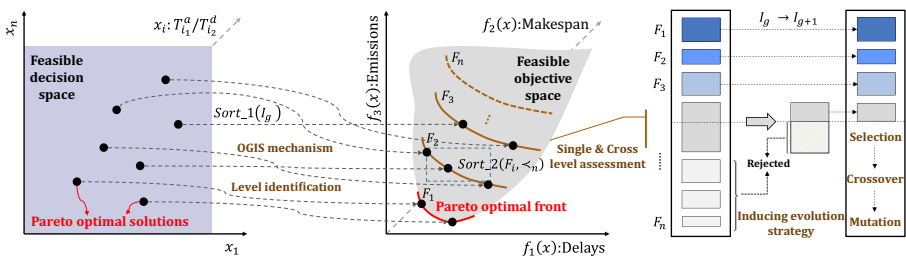 x_n
x_i: T^a_{i_1}/T^d_{i_2}
Feasible
decision
space
Sort_1(I_g)
OGIS mechanism
Level identification
Pareto optimal solutions
x_1
f_3(x):Emissions
f_2(x):Makespan
F_n
Feasible
objective
space
F_3
⋮
F_2
Sort_2(F_i, ≺_n)
F_1
Pareto optimal front
f_1(x):Delays
Single & Cross
level assessment
F_1
F_2
F_3
⋮
F_n
I_g → I_{g+1}
Rejected
Inducing evolution
strategy
Selection
Crossover
Mutation